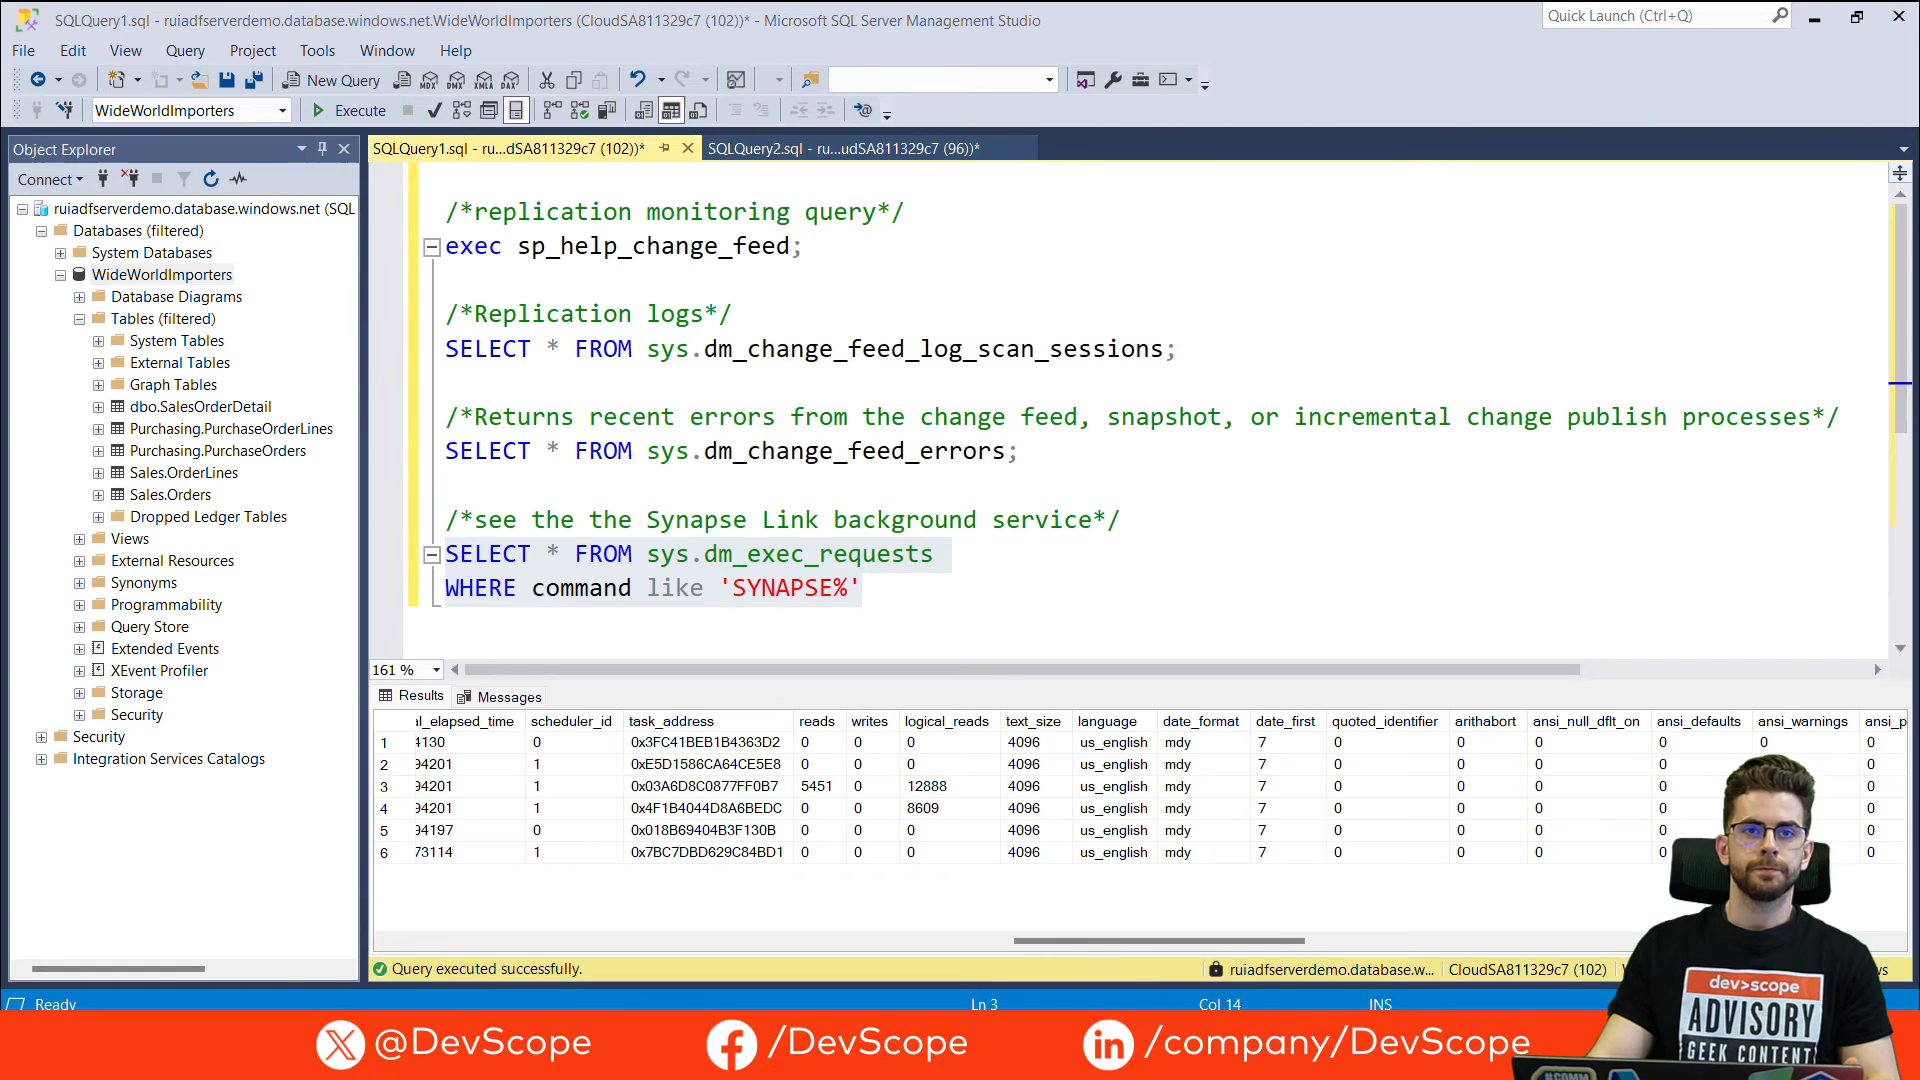 SQLQuery1.sql - ruiadfserverdemo.database.windows.net.WideWorldImporters (CloudSA811329c7 (102))* - Microsoft SQL Server Management Studio
Quick Launch (Ctrl+Q)
File Edit View Query Project Tools Window Help
New Query MDX DMX XMLA DAX
WideWorldImporters Execute
Object Explorer
SQLQuery1.sql - ru...dSA811329c7 (102))*
SQLQuery2.sql - ru...udSA811329c7 (96))*
Connect
ruiadfserverdemo.database.windows.net (SQL
Databases (filtered)
System Databases
WideWorldImporters
Database Diagrams
Tables (filtered)
System Tables
External Tables
Graph Tables
dbo.SalesOrderDetail
Purchasing.PurchaseOrderLines
Purchasing.PurchaseOrders
Sales.OrderLines
Sales.Orders
Dropped Ledger Tables
Views
External Resources
Synonyms
Programmability
Query Store
Extended Events
XEvent Profiler
Storage
Security
Security
Integration Services Catalogs
/*replication monitoring query*/
exec sp_help_change_feed;
/*Replication logs*/
SELECT * FROM sys.dm_change_feed_log_scan_sessions;
/*Returns recent errors from the change feed, snapshot, or incremental change publish processes*/
SELECT * FROM sys.dm_change_feed_errors;
/*see the the Synapse Link background service*/
SELECT * FROM sys.dm_exec_requests
WHERE command like 'SYNAPSE%'
161 %
Results Messages
al_elapsed_time scheduler_id task_address reads writes logical_reads text_size language date_format date_first quoted_identifier arithabort ansi_null_dflt_on ansi_defaults ansi_warnings ansi_p
1 4130 0 0x3FC41BEB1B4363D2 0 0 0 4096 us_english mdy 7 0 0 0 0 0 0
2 94201 1 0xE5D1586CA64CE5E8 0 0 0 4096 us_english mdy 7 0 0 0 0 0
3 94201 1 0x03A6D8C0877FF0B7 5451 0 12888 4096 us_english mdy 7 0 0 0 0 0
4 94201 1 0x4F1B4044D8A6BEDC 0 0 8609 4096 us_english mdy 7 0 0 0 0 0
5 94197 0 0x018B69404B3F130B 0 0 0 4096 us_english mdy 7 0 0 0 0 0
6 73114 1 0x7BC7DBD629C84BD1 0 0 0 4096 us_english mdy 7 0 0 0 0 0
Query executed successfully.
ruiadfserverdemo.database.w... CloudSA811329c7 (102)
Ready Ln 3 Col 14 INS
dev>scope
ADVISORY
GEEK CONTENT
@DevScope /DevScope /company/DevScope